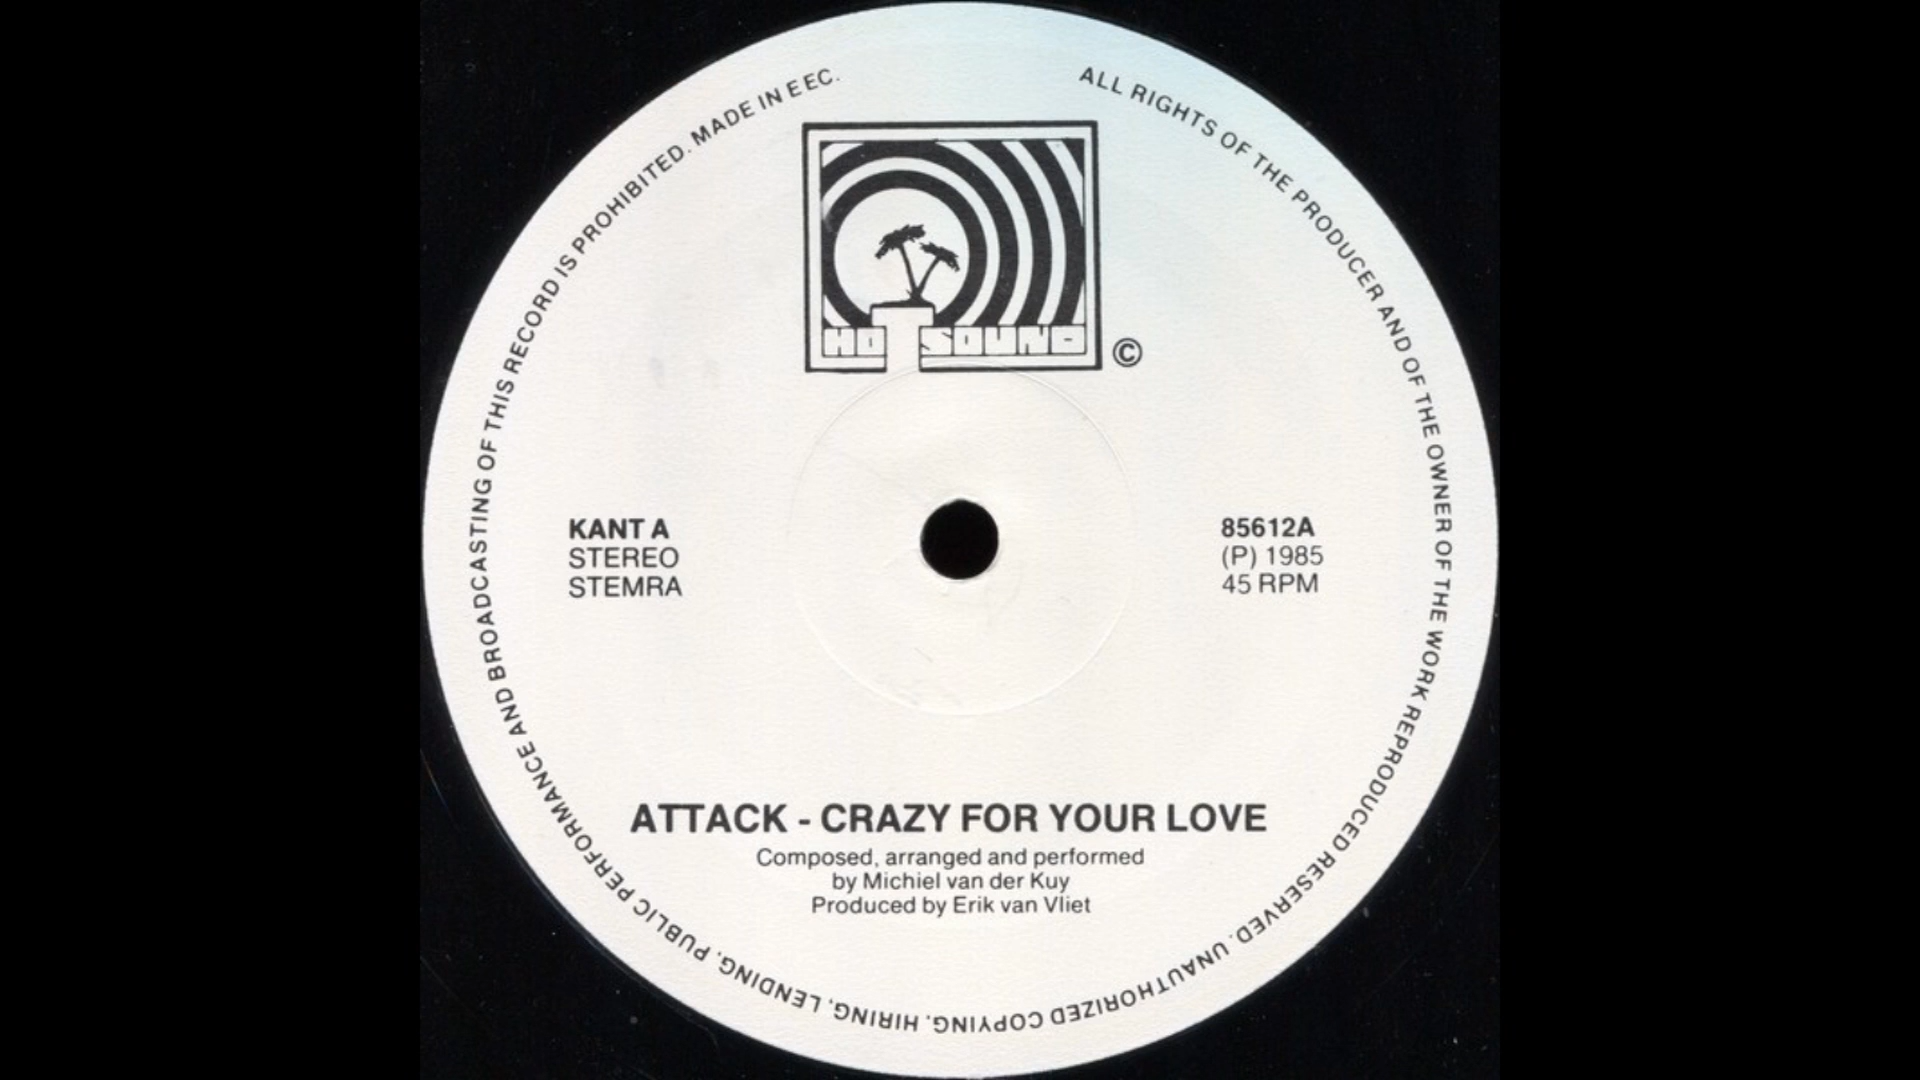 ALL RIGHTS OF THE PRODUCER AND OF THE OWNER OF THE WORK REPRODUCED RESERVED. UNAUTHORIZED COPYING, HIRING, LENDING, PUBLIC PERFORMANCE AND BROADCASTING OF THIS RECORD IS PROHIBITED. MADE IN EEC.
HOT SOUND ©
KANT A
STEREO
STEMRA
85612A
(P) 1985
45 RPM
ATTACK - CRAZY FOR YOUR LOVE
Composed, arranged and performed
by Michiel van der Kuy
Produced by Erik van Vliet